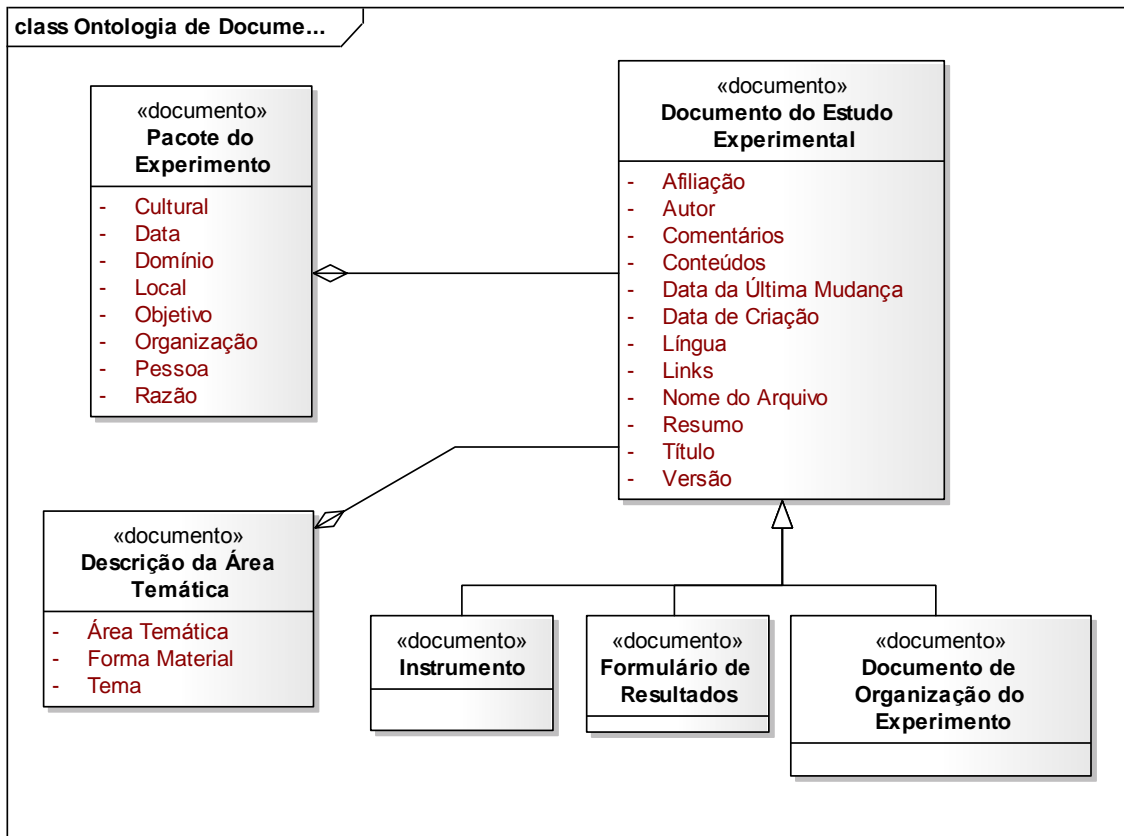 class Ontologia de Docume...
«documento»
Pacote do
Experimento
- Cultural
- Data
- Domínio
- Local
- Objetivo
- Organização
- Pessoa
- Razão
«documento»
Documento do Estudo
Experimental
- Afiliação
- Autor
- Comentários
- Conteúdos
- Data da Última Mudança
- Data de Criação
- Língua
- Links
- Nome do Arquivo
- Resumo
- Título
- Versão
«documento»
Descrição da Área
Temática
- Área Temática
- Forma Material
- Tema
«documento»
Instrumento
«documento»
Formulário de
Resultados
«documento»
Documento de
Organização do
Experimento